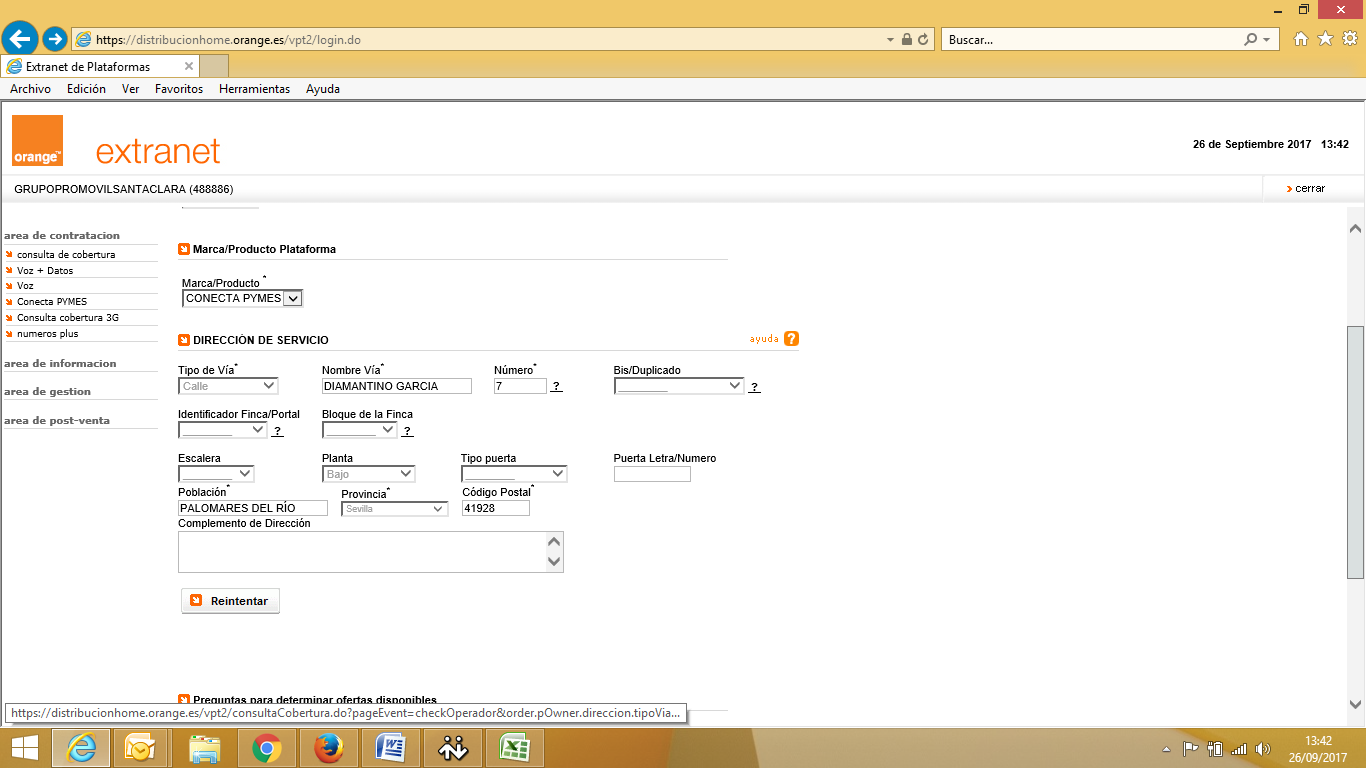 https://distribucionhome.orange.es/vpt2/login.do
Buscar...
Extranet de Plataformas
Archivo Edición Ver Favoritos Herramientas Ayuda
orange™
extranet
26 de Septiembre 2017 13:42
GRUPOPROMOVILSANTACLARA (488886)
cerrar
area de contratacion
consulta de cobertura
Voz + Datos
Voz
Conecta PYMES
Consulta cobertura 3G
numeros plus
area de informacion
area de gestion
area de post-venta
Marca/Producto Plataforma
Marca/Producto *
CONECTA PYMES
DIRECCIÓN DE SERVICIO
ayuda ?
Tipo de Vía* Nombre Vía* Número* Bis/Duplicado
Calle DIAMANTINO GARCIA 7 ? ________ ?
Identificador Finca/Portal Bloque de la Finca
________ ? ________ ?
Escalera Planta Tipo puerta Puerta Letra/Numero
________ Bajo ________
Población* Provincia* Código Postal*
PALOMARES DEL RÍO Sevilla 41928
Complemento de Dirección
Reintentar
Preguntas para determinar ofertas disponibles
https://distribucionhome.orange.es/vpt2/consultaCobertura.do?pageEvent=checkOperador&order.pOwner.direccion.tipoVia...
13:42
26/09/2017